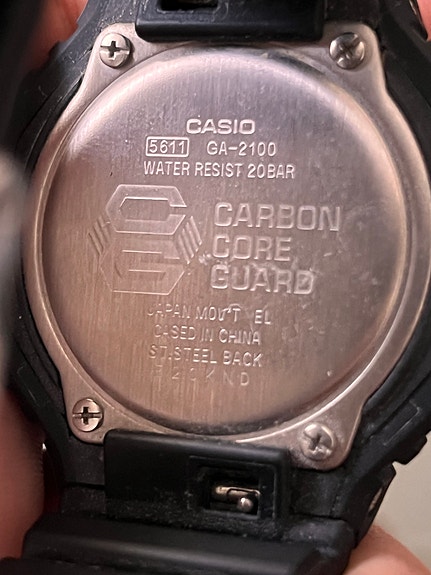 CASIO
5611 GA-2100
WATER RESIST 20BAR
CARBON
CORE
GUARD
JAPAN MOV'T EL
CASED IN CHINA
ST.STEEL BACK